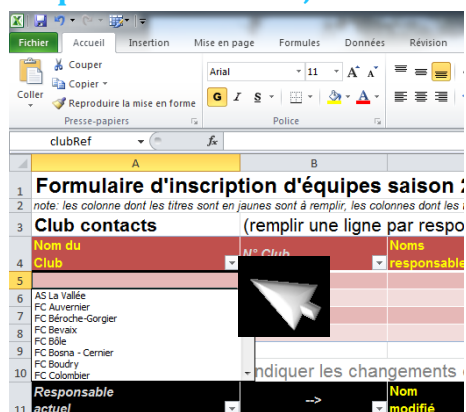 Fichier Accueil Insertion Mise en page Formules Données Révision
Couper
Copier
Reproduire la mise en forme
Coller
Presse-papiers
Arial 11 A A
G I S A
Police
clubRef fx
A B
1 Formulaire d'inscription d'équipes saison 2
2 note: les colonne dont les titres sont en jaunes sont à remplir, les colonnes dont les
3 Club contacts (remplir une ligne par respo
4 Nom du Club N° Club Noms responsable
5
6 AS La Vallée
FC Auvernier
7 FC Béroche-Gorgier
8 FC Bevaix
FC Bôle
9 FC Bosna - Cernier
FC Boudry
10 FC Colombier ndiquer les changements
11 Responsable actuel --> Nom modifié